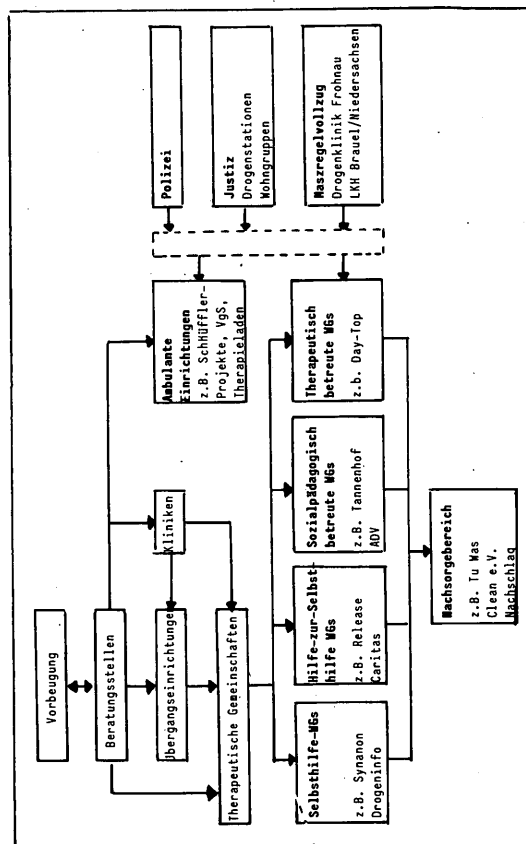 Vorbeugung
Beratungsstellen
Übergangseinrichtungen
Kliniken
Therapeutische Gemeinschaften
Ambulante
Einrichtungen
z.B. SchHüffler-
Projekte, VgS,
Therapieladen
Polizei
Justiz
Drogenstationen
Wohngruppen
Maszregelvollzug
Drogenklinik Frohnau
LKH Brauel/Niedersachsen
Selbsthilfe-WGs
z.B. Synanon
Drogeninfo
Hilfe-zur-Selbst-
hilfe WGs
z.B. Release
Caritas
Sozialpädagogisch
betreute WGs
z.B. Tannenhof
ADV
Therapeutisch
betreute WGs
z.b. Day-Top
Nachsorgebereich
z.B. Tu Was
Clean e.V.
Nachschlag